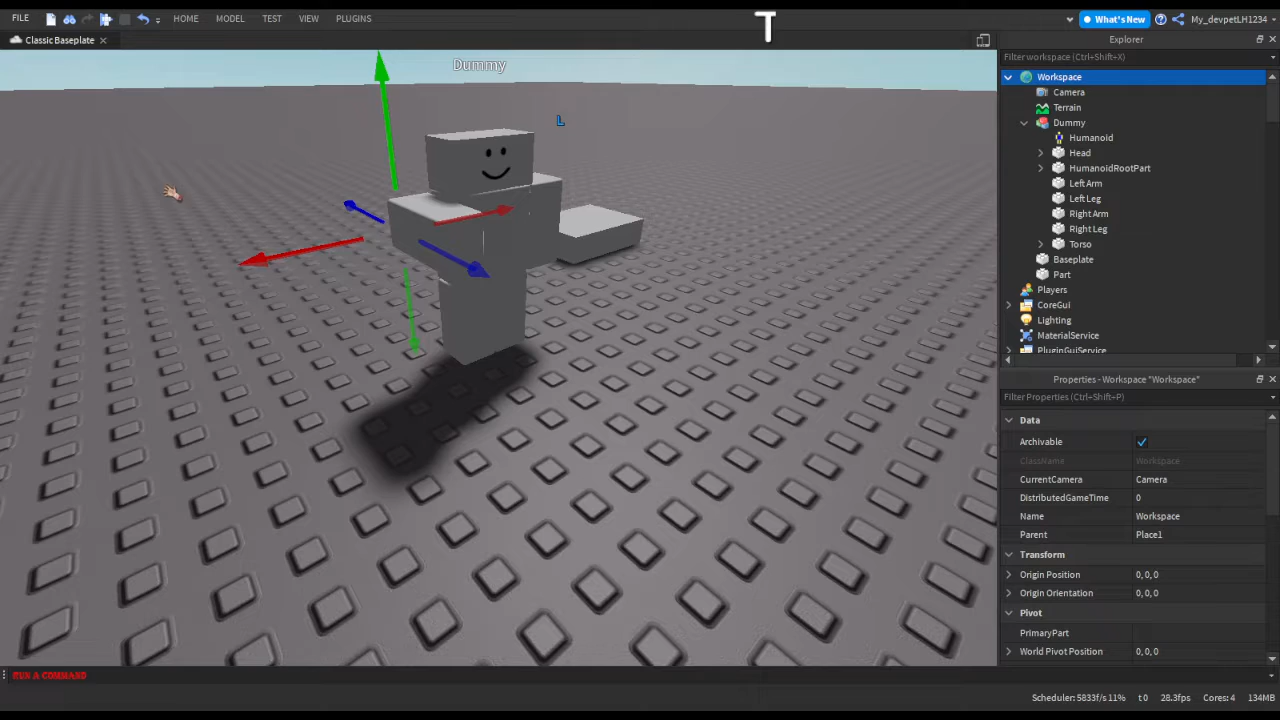 T
FILE HOME MODEL TEST VIEW PLUGINS What's New My_devpetLH1234
Classic Baseplate
Dummy
L
RUN A COMMAND
Explorer
Filter workspace (Ctrl+Shift+X)
Workspace
Camera
Terrain
Dummy
Humanoid
Head
HumanoidRootPart
Left Arm
Left Leg
Right Arm
Right Leg
Torso
Baseplate
Part
Players
CoreGui
Lighting
MaterialService
PluginGuiService
Properties - Workspace "Workspace"
Filter Properties (Ctrl+Shift+P)
Data
Archivable
ClassName Workspace
CurrentCamera Camera
DistributedGameTime 0
Name Workspace
Parent Place1
Transform
Origin Position 0, 0, 0
Origin Orientation 0, 0, 0
Pivot
PrimaryPart
World Pivot Position 0, 0, 0
Scheduler: 5833f/s 11% t 0 28.3fps Cores: 4 134MB